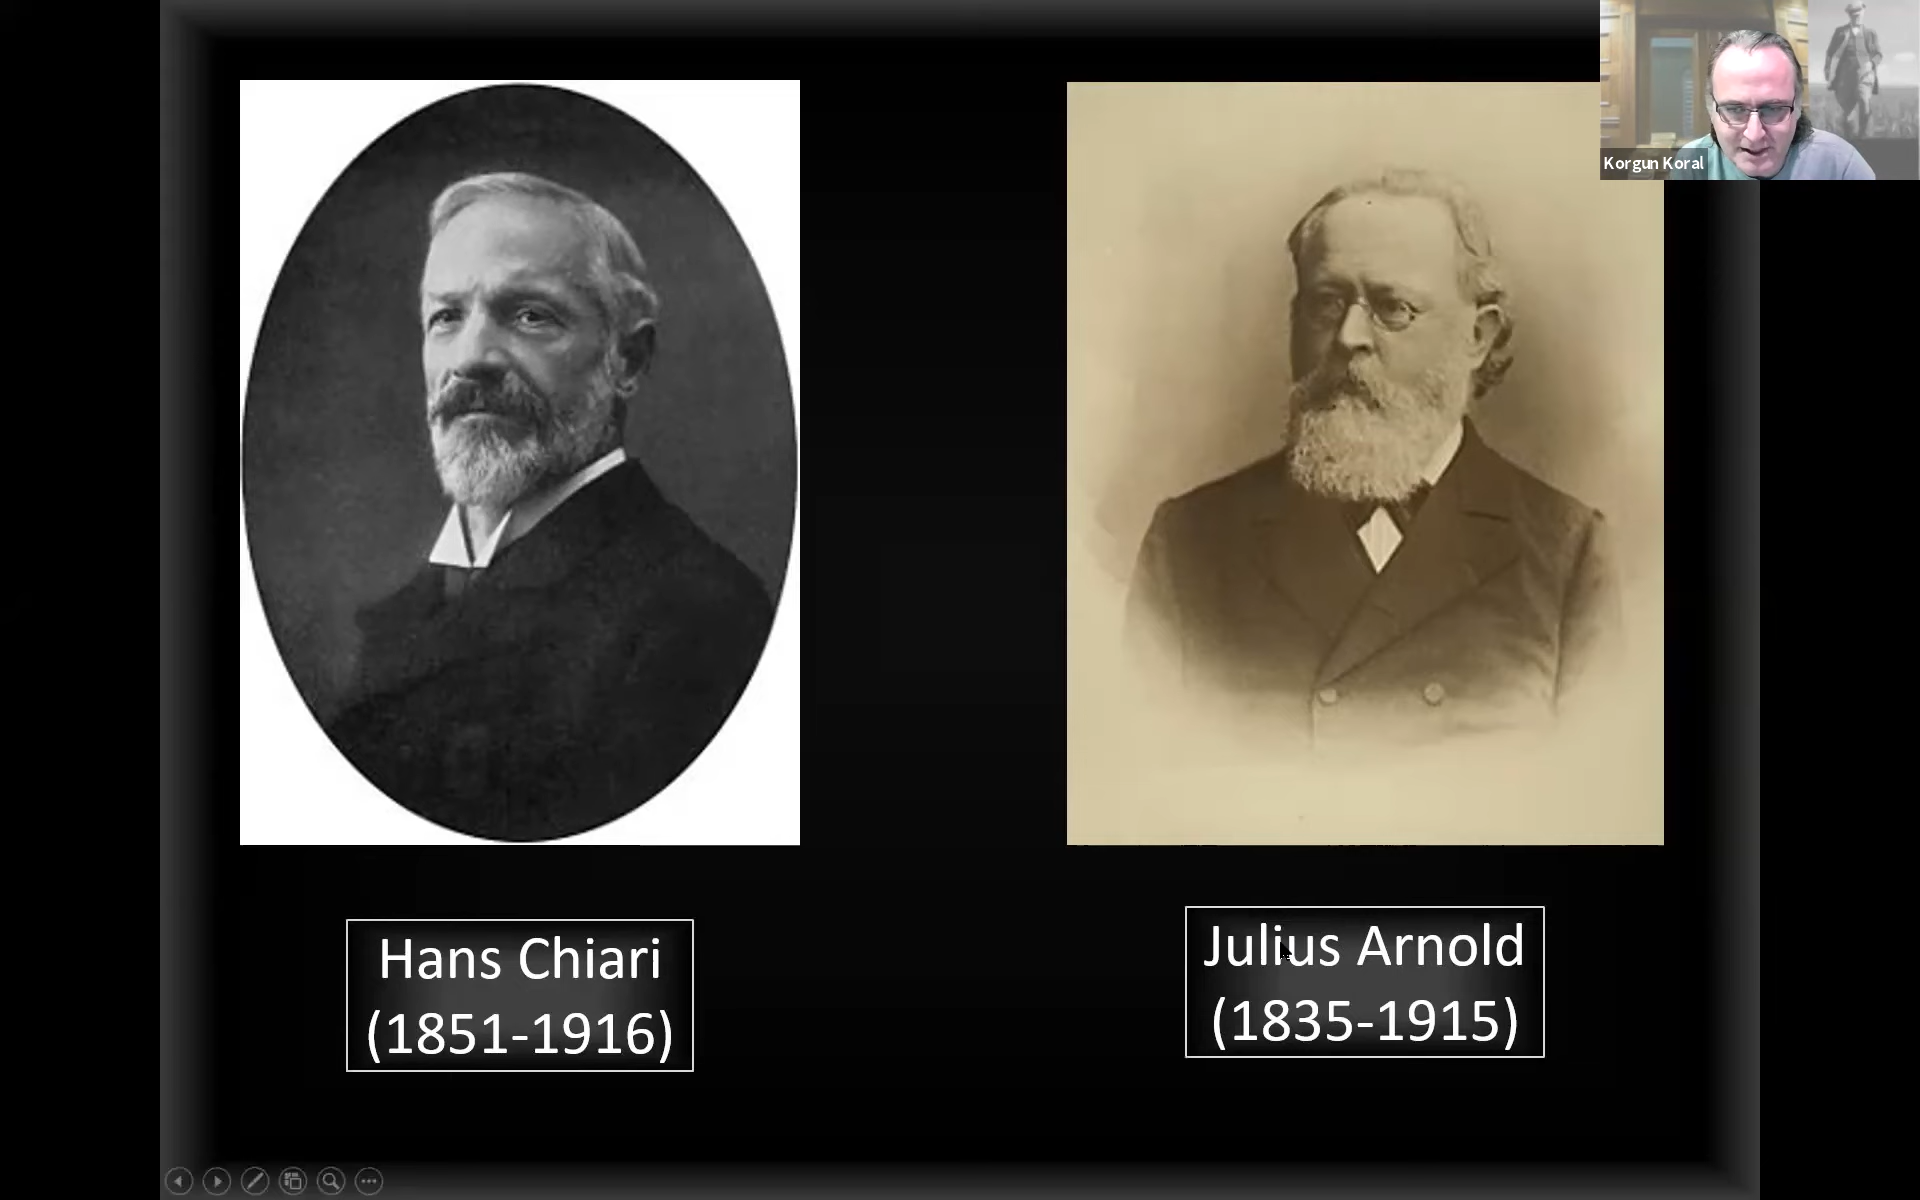 Korgun Koral
Hans Chiari
(1851-1916)
Julius Arnold
(1835-1915)